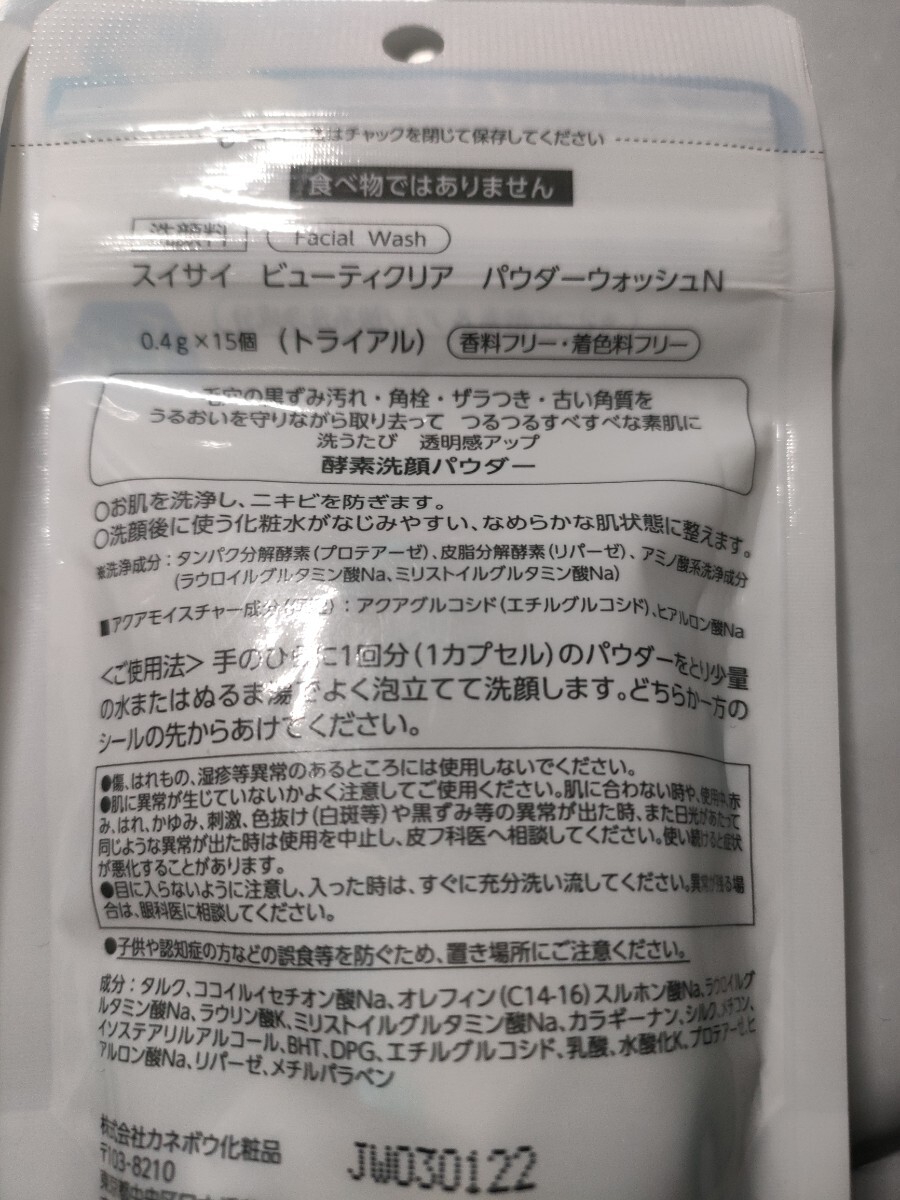 はチャックを閉じて保存してください
食べ物ではありません
洗顔料 Facial Wash
スイサイ ビューティクリア パウダーウォッシュN
0.4g×15個 (トライアル) 香料フリー・着色料フリー
毛穴の黒ずみ汚れ・角栓・ザラつき・古い角質を
うるおいを守りながら取り去って つるつるすべすべな素肌に
洗うたび 透明感アップ
酵素洗顔パウダー
○お肌を洗浄し、ニキビを防ぎます。
○洗顔後に使う化粧水がなじみやすい、なめらかな肌状態に整えます。
※洗浄成分：タンパク分解酵素(プロテアーゼ)、皮脂分解酵素(リパーゼ)、アミノ酸系洗浄成分
(ラウロイルグルタミン酸Na、ミリストイルグルタミン酸Na)
■アクアモイスチャー成分：アクアグルコシド(エチルグルコシド)、ヒアルロン酸Na
<ご使用法> 手のひらに1回分(1カプセル)のパウダーをとり少量
の水またはぬるま湯でよく泡立てて洗顔します。どちらか一方の
シールの先からあけてください。
●傷、はれもの、湿疹等異常のあるところには使用しないでください。
●肌に異常が生じていないかよく注意してご使用ください。肌に合わない時や、使用中、赤
み、はれ、かゆみ、刺激、色抜け(白斑等)や黒ずみ等の異常が出た時、また日光があたって
同じような異常が出た時は使用を中止し、皮フ科医へ相談してください。使い続けると症状
が悪化することがあります。
●目に入らないように注意し、入った時は、すぐに充分洗い流してください。異常が残る場
合は、眼科医に相談してください。
●子供や認知症の方などの誤食等を防ぐため、置き場所にご注意ください。
成分：タルク、ココイルイセチオン酸Na、オレフィン(C14-16)スルホン酸Na、ラウロイルグ
ルタミン酸Na、ラウリン酸K、ミリストイルグルタミン酸Na、カラギーナン、シルク、メチコン、
イソステアリルアルコール、BHT、DPG、エチルグルコシド、乳酸、水酸化K、プロテアーゼ、ヒ
アルロン酸Na、リパーゼ、メチルパラベン
株式会社カネボウ化粧品
〒103-8210
JW030122
東京都中央区日本橋